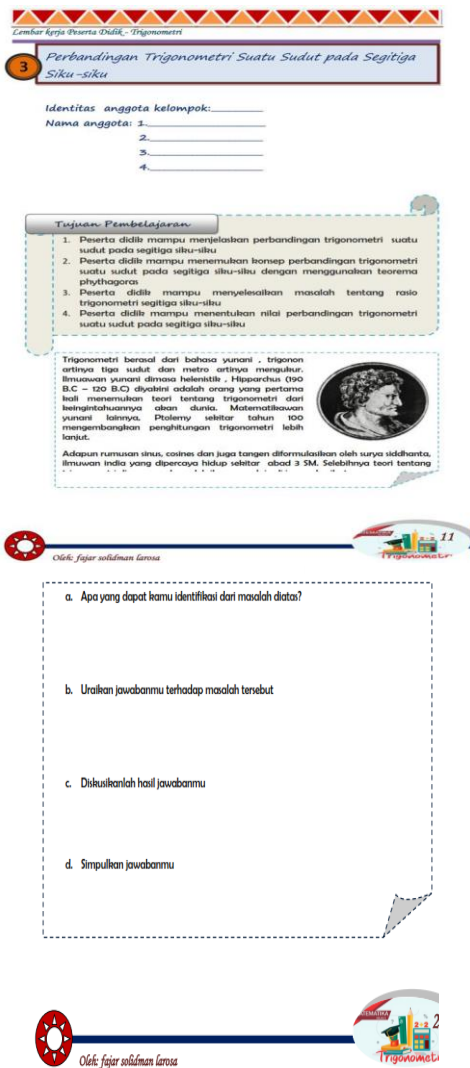 Lembar kerja Peserta Didik - Trigonometri
3
Perbandingan Trigonometri Suatu Sudut pada Segitiga
Siku-siku
Identitas anggota kelompok:
Nama anggota: 1.
2.
3.
4.
Tujuan Pembelajaran
1. Peserta didik mampu menjelaskan perbandingan trigonometri suatu
sudut pada segitiga siku-siku
2. Peserta didik mampu menemukan konsep perbandingan trigonometri
suatu sudut pada segitiga siku-siku dengan menggunakan teorema
phythagoras
3. Peserta didik mampu menyelesaikan masalah tentang rasio
trigonometri segitiga siku-siku
4. Peserta didik mampu menentukan nilai perbandingan trigonometri
suatu sudut pada segitiga siku-siku
Trigonometri berasal dari bahasa yunani , trigonon
artinya tiga sudut dan metro artinya mengukur.
Ilmuawan yunani dimasa helenistik , Hipparchus (190
B.C – 120 B.C) diyakini adalah orang yang pertama
kali menemukan teori tentang trigonometri dari
keingintahuannya akan dunia. Matematikawan
yunani lainnya, Ptolemy sekitar tahun 100
mengembangkan penghitungan trigonometri lebih
lanjut.
Adapun rumusan sinus, cosines dan juga tangen diformulasikan oleh surya siddhanta,
ilmuwan india yang dipercaya hidup sekitar abad 3 SM. Selebihnya teori tentang
11
Trigonometri
Oleh: fajar solidman larosa
a. Apa yang dapat kamu identifikasi dari masalah diatas?
b. Uraikan jawabanmu terhadap masalah tersebut
c. Diskusikanlah hasil jawabanmu
d. Simpulkan jawabanmu
2
Oleh: fajar solidman larosa